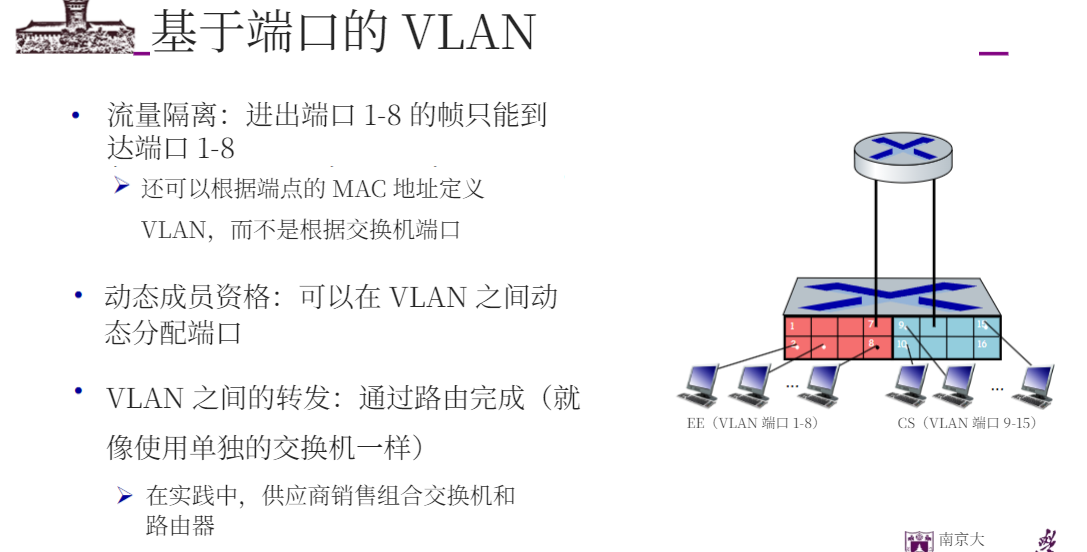 基于端口的 VLAN
• 流量隔离：进出端口 1-8 的帧只能到
达端口 1-8
➢ 还可以根据端点的 MAC 地址定义
VLAN，而不是根据交换机端口
• 动态成员资格：可以在 VLAN 之间动
态分配端口
• VLAN 之间的转发：通过路由完成（就
像使用单独的交换机一样）
➢ 在实践中，供应商销售组合交换机和
路由器
1 7 9 15
2 8 10 16
... ...
EE（VLAN 端口 1-8） CS（VLAN 端口 9-15）
南京大